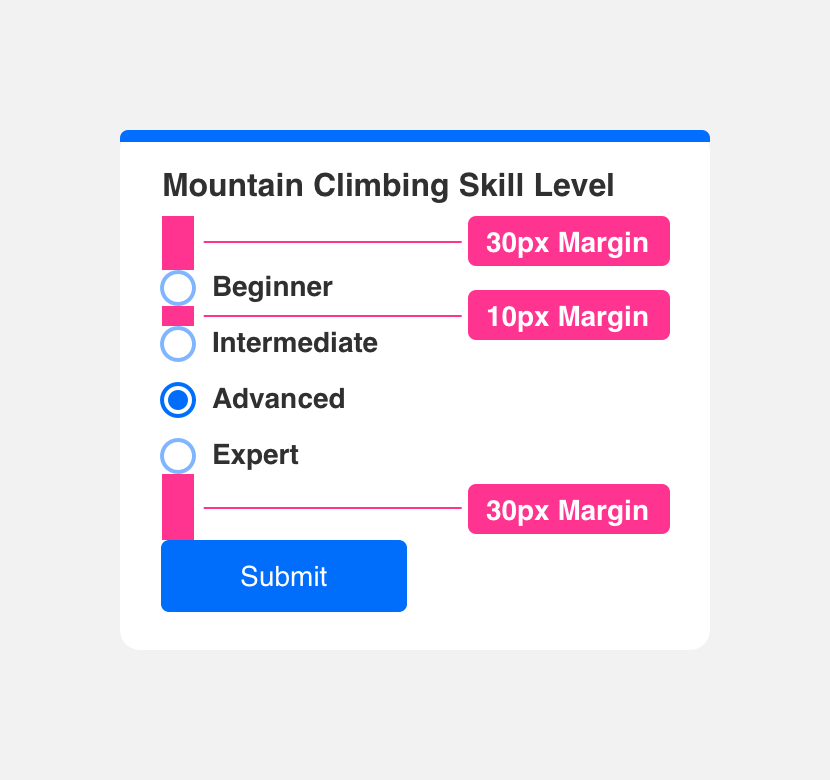 Mountain Climbing Skill Level
30px Margin
Beginner
10px Margin
Intermediate
Advanced
Expert
30px Margin
Submit